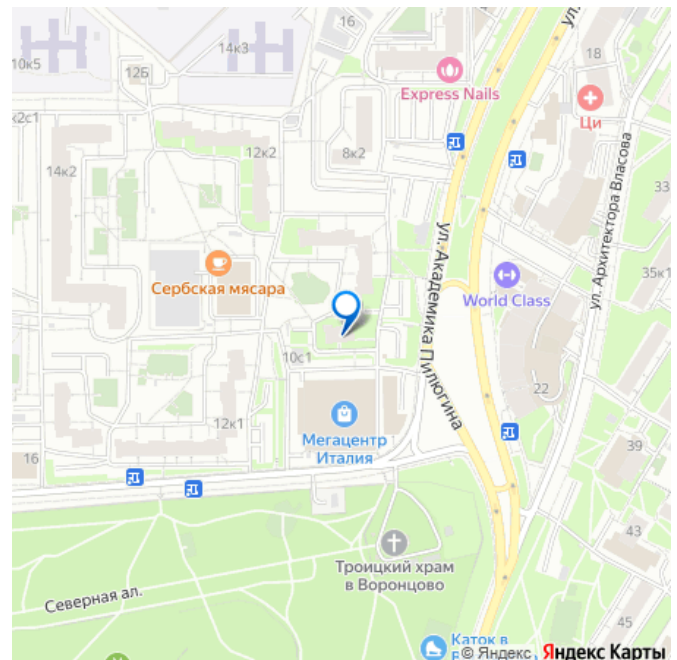 16
18
10к5
14к3
12Б
Express Nails
Ци
к2с1
12к2
8к2
14к2
33
ул. Архитектора Власова
ул. Академика Пилюгина
Сербская мясара
World Class
35к1
10с1
22
12к1
Мегацентр
Италия
16
39
43
Троицкий храм
в Воронцово
Северная ал.
45
Каток в
© Яндекс Яндекс Карты